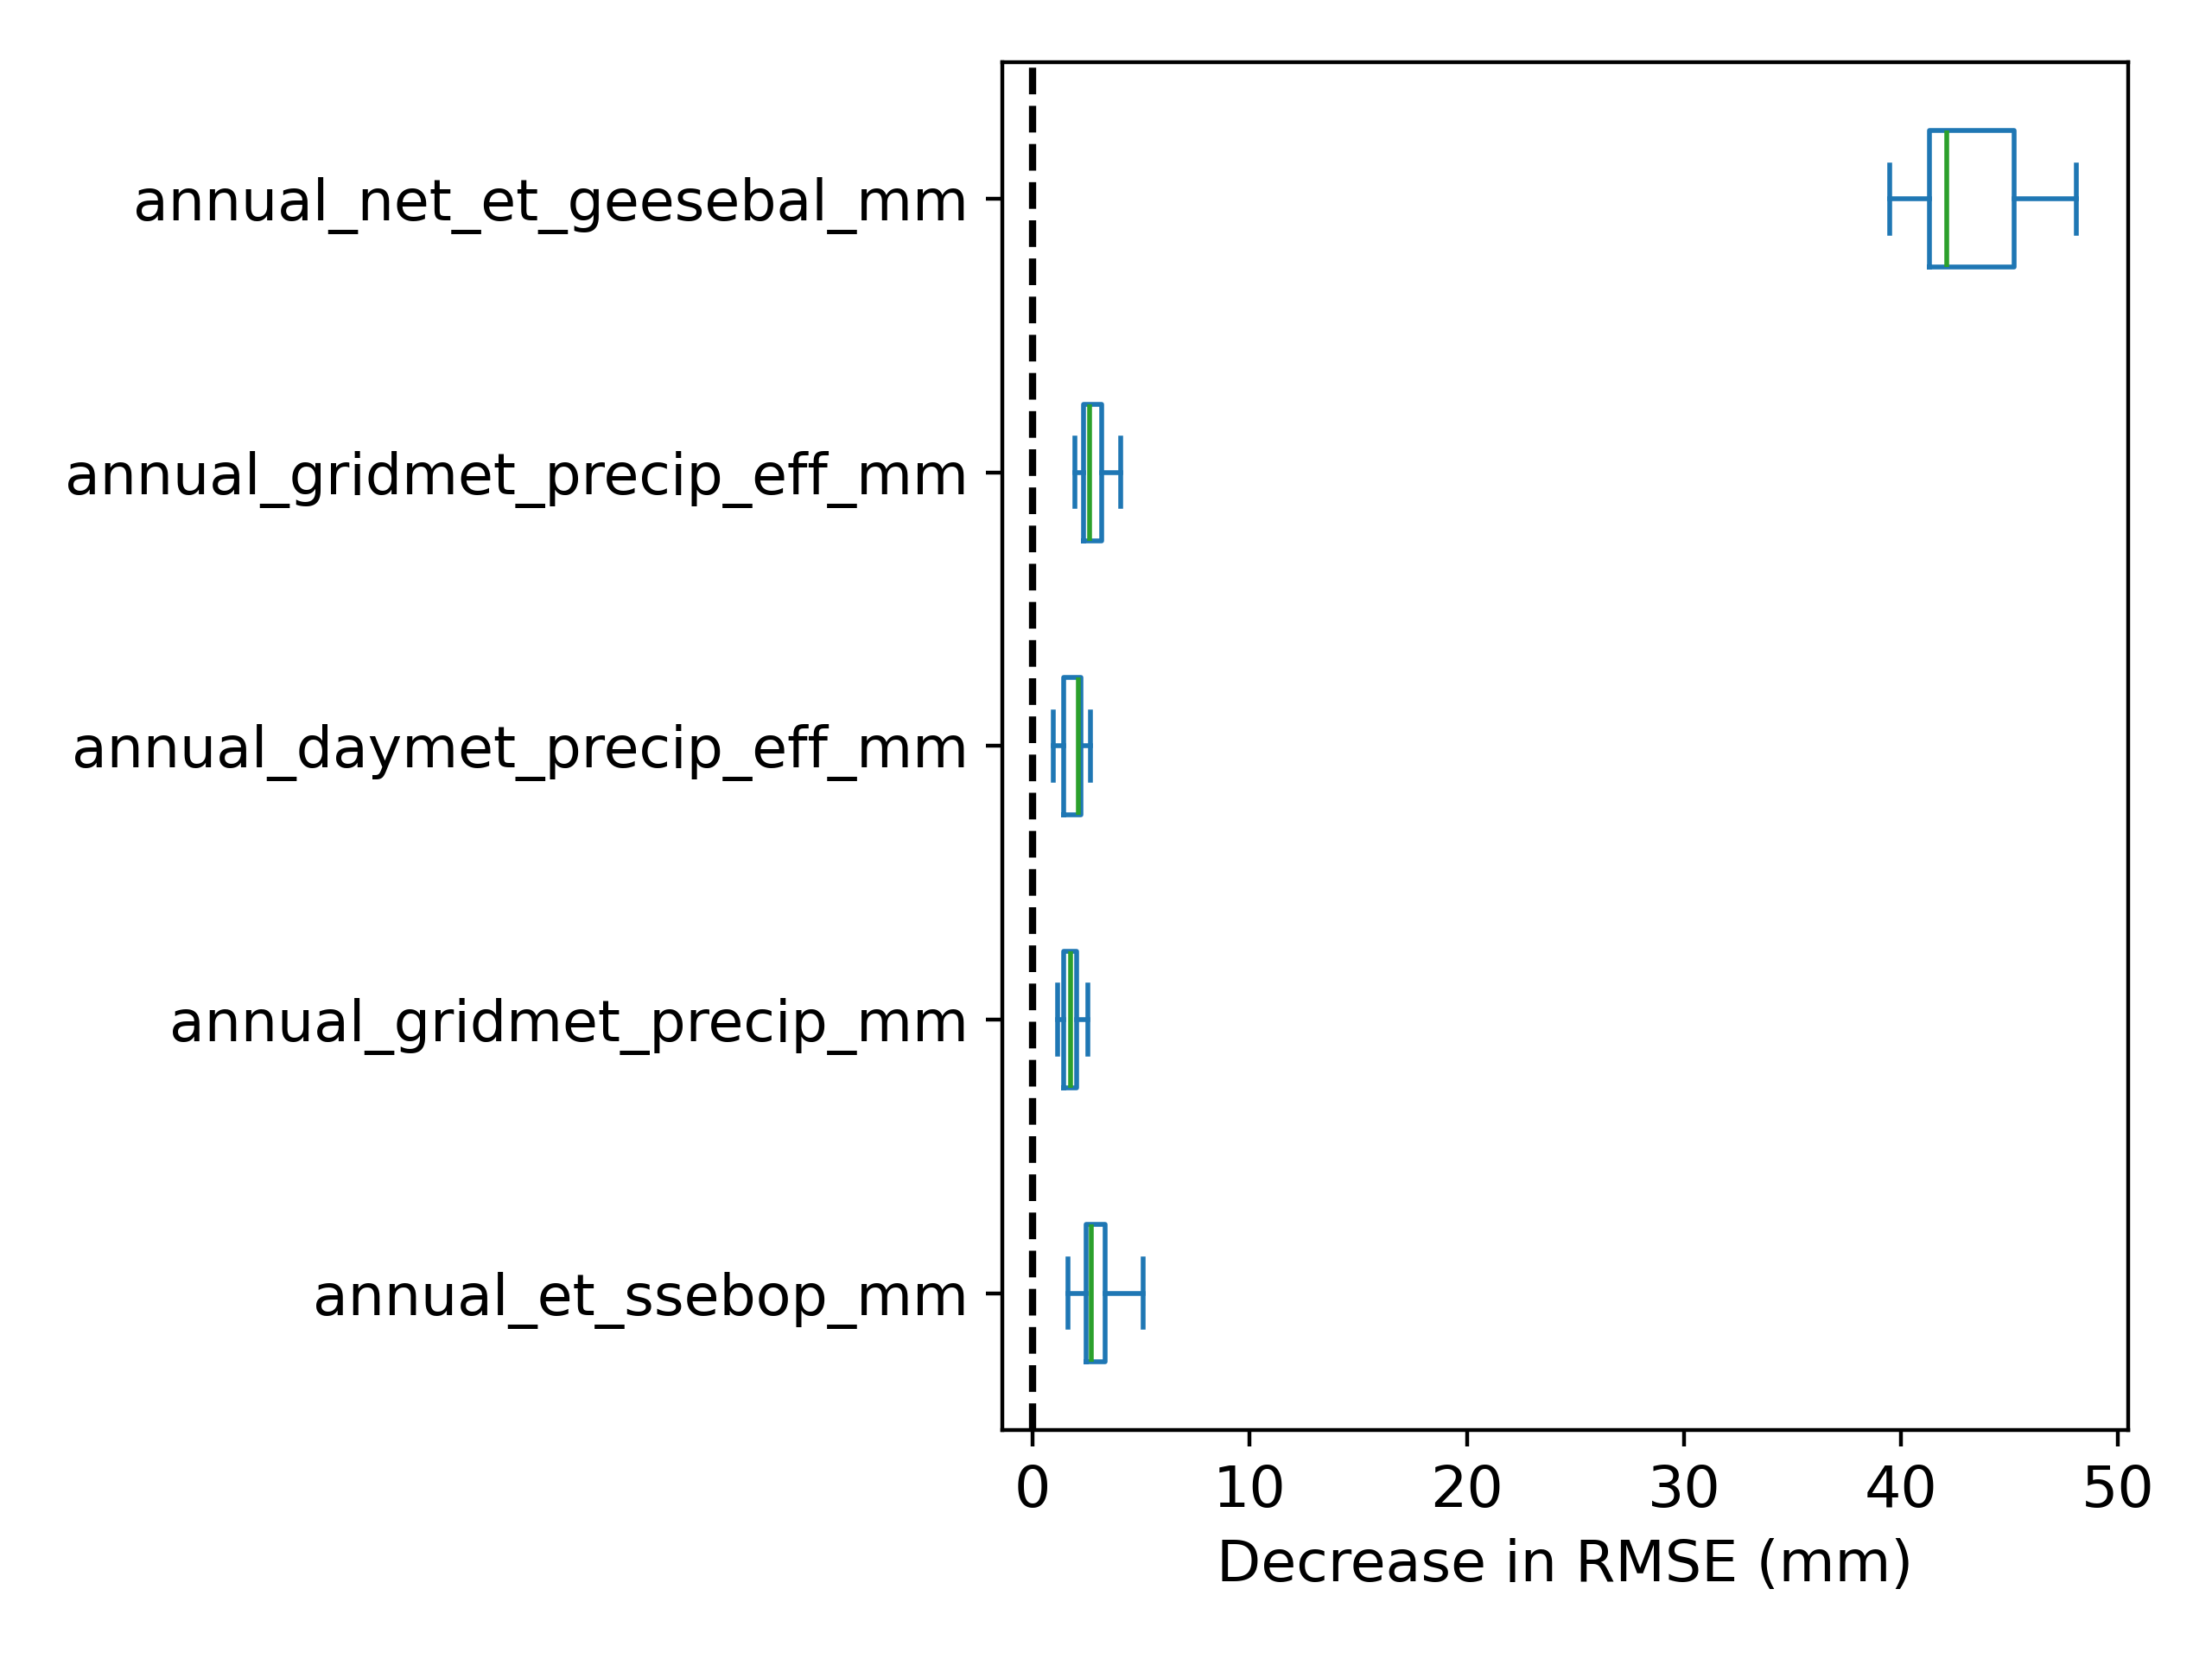 annual_net_et_geesebal_mm
annual_gridmet_precip_eff_mm
annual_daymet_precip_eff_mm
annual_gridmet_precip_mm
annual_et_ssebop_mm
0 10 20 30 40 50
Decrease in RMSE (mm)